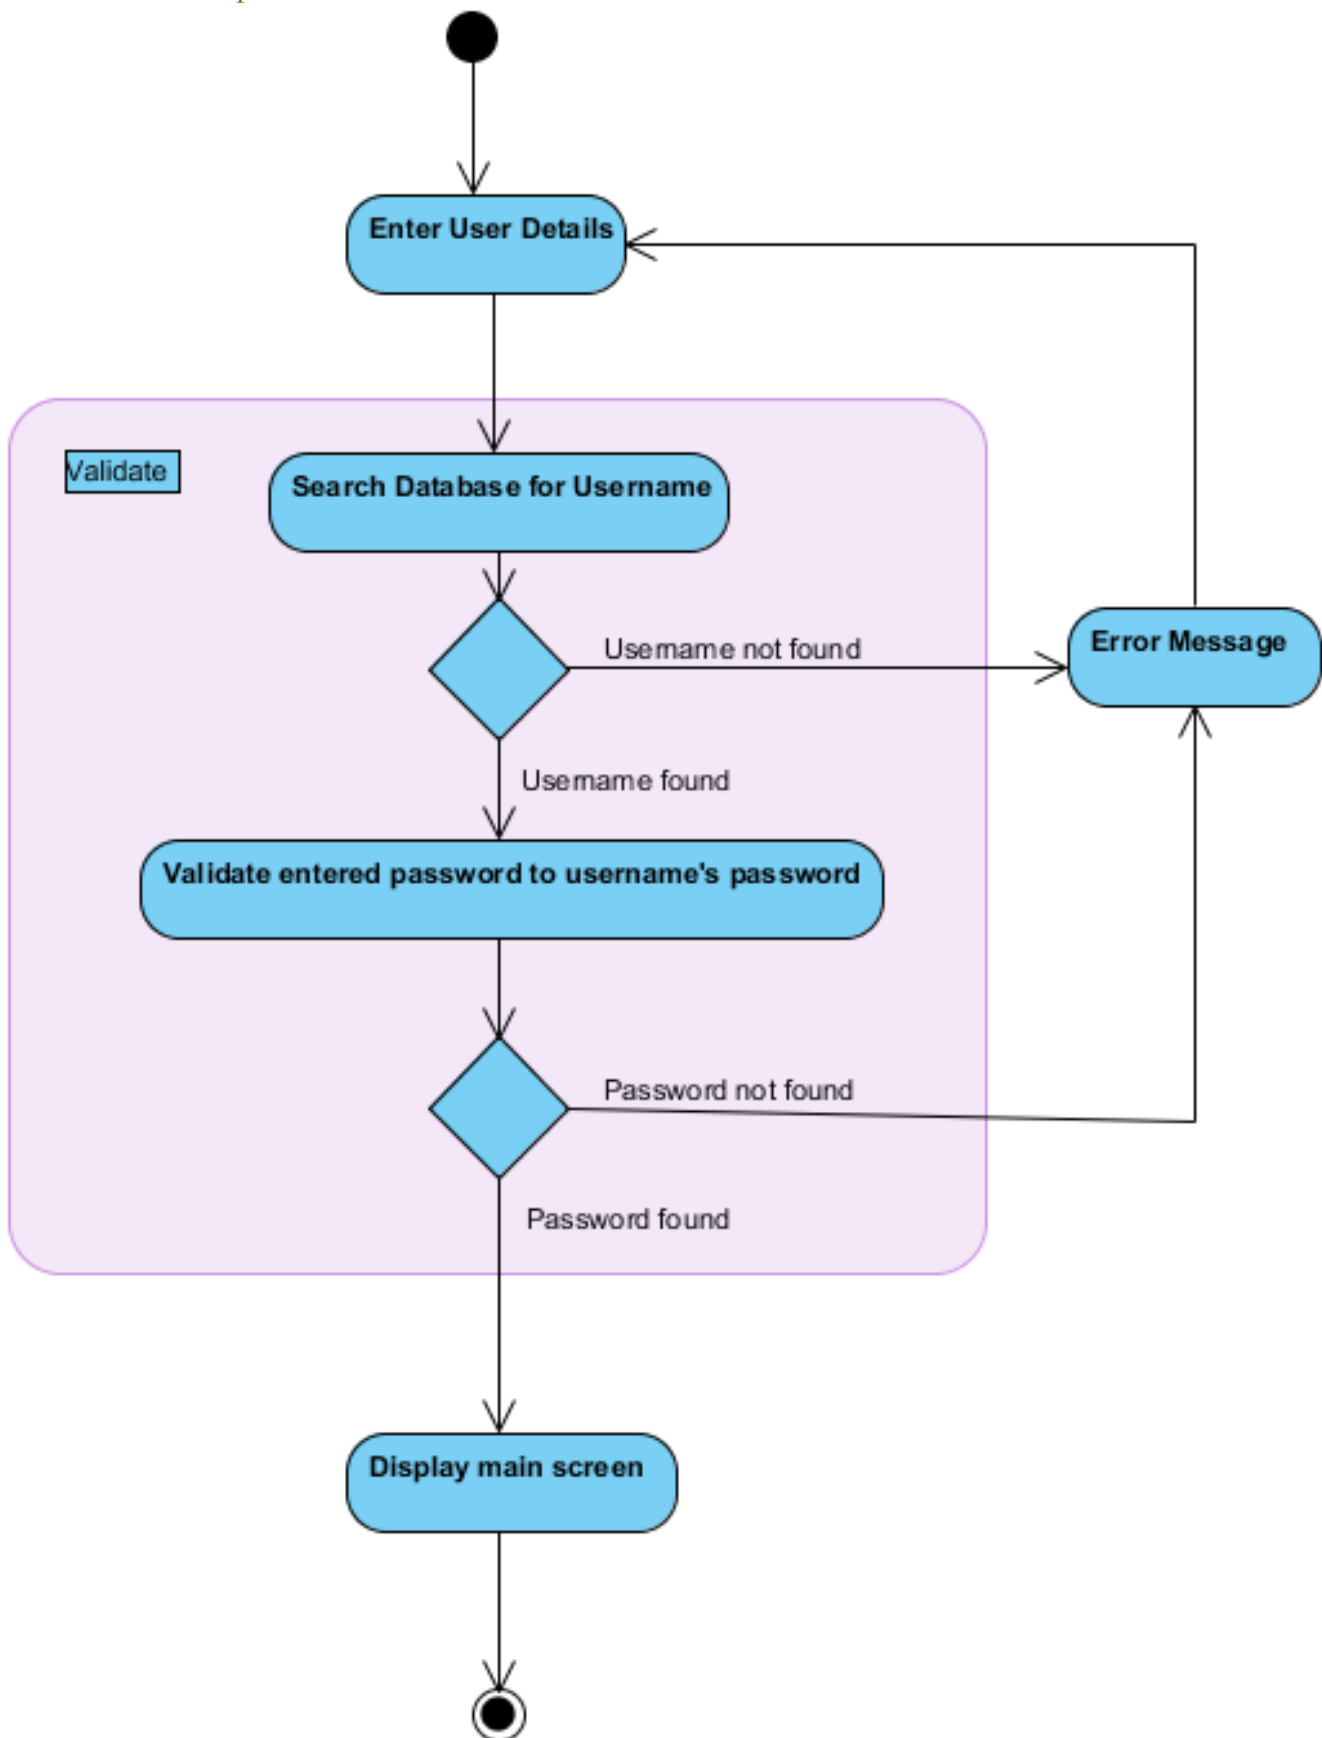 Enter User Details
Validate
Search Database for Username
Username not found
Error Message
Username found
Validate entered password to username's password
Password not found
Password found
Display main screen